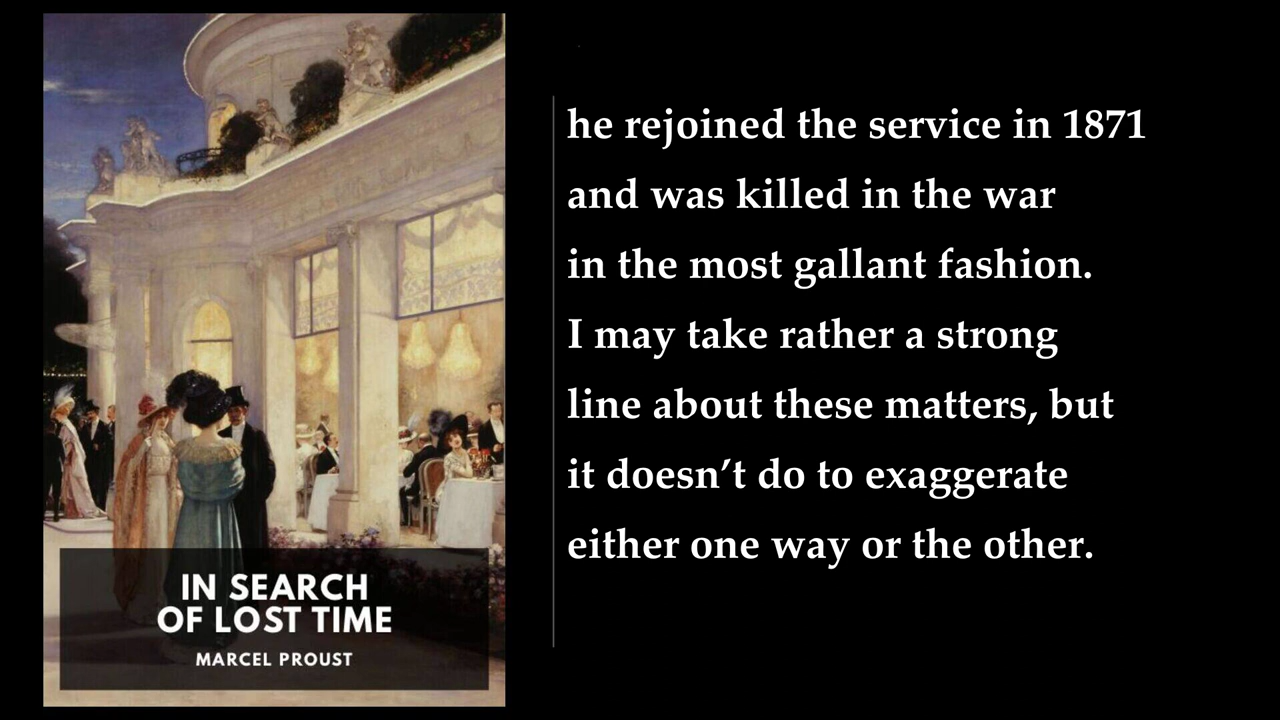 he rejoined the service in 1871
and was killed in the war
in the most gallant fashion.
I may take rather a strong
line about these matters, but
it doesn’t do to exaggerate
either one way or the other.
IN SEARCH
OF LOST TIME
MARCEL PROUST